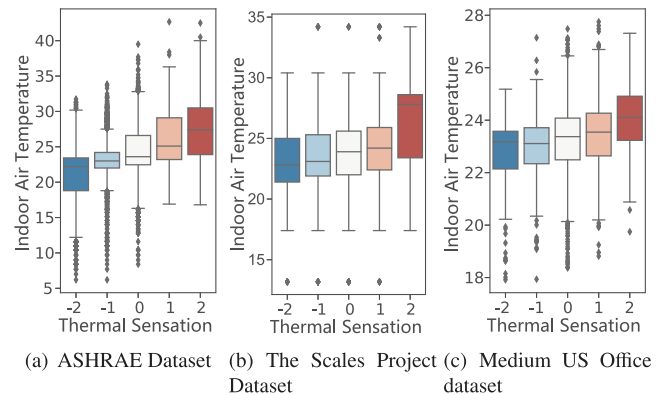 Indoor Air Temperature
40
35
30
25
20
15
10
5
-2 -1 0 1 2
Thermal Sensation
(a) ASHRAE Dataset
Indoor Air Temperature
35
30
25
20
15
-2 -1 0 1 2
Thermal Sensation
(b) The Scales Project
Dataset
Indoor Air Temperature
28
26
24
22
20
18
-2 -1 0 1 2
Thermal Sensation
(c) Medium US Office
dataset